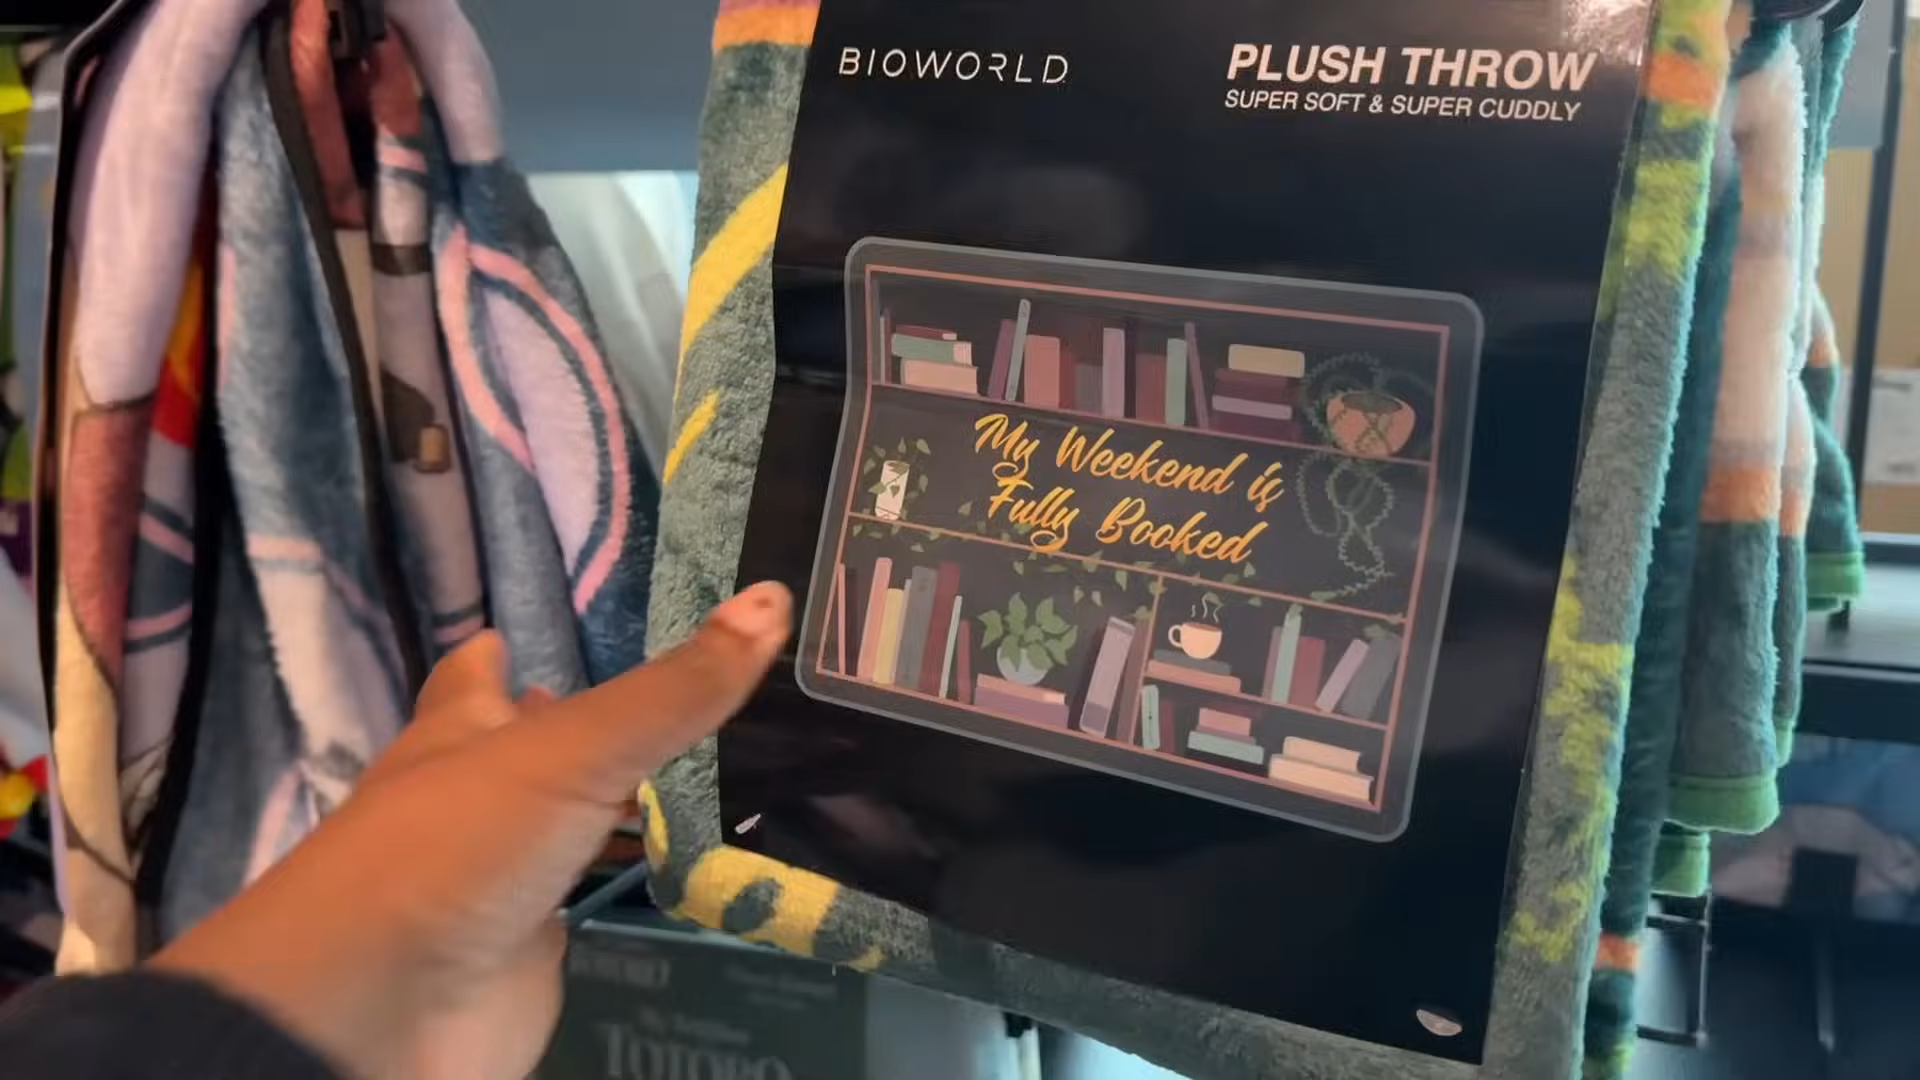 BIOWORLD
PLUSH THROW
SUPER SOFT & SUPER CUDDLY
My Weekend is
Fully Booked
TOTORO